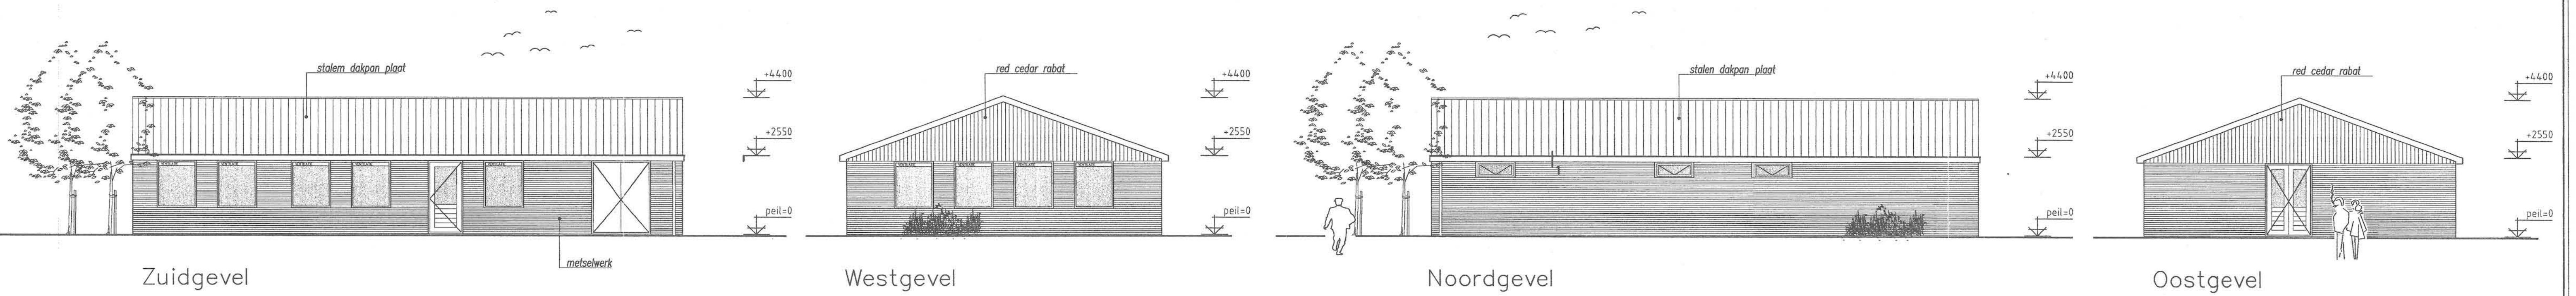 stalem dakpan plaat
+4400
+2550
peil=0
metselwerk
Zuidgevel
red cedar rabat
+4400
+2550
peil=0
Westgevel
stalen dakpan plaat
+4400
+2550
peil=0
1
Noordgevel
red cedar rabat
+4400
+2550
peil=0
Oostgevel